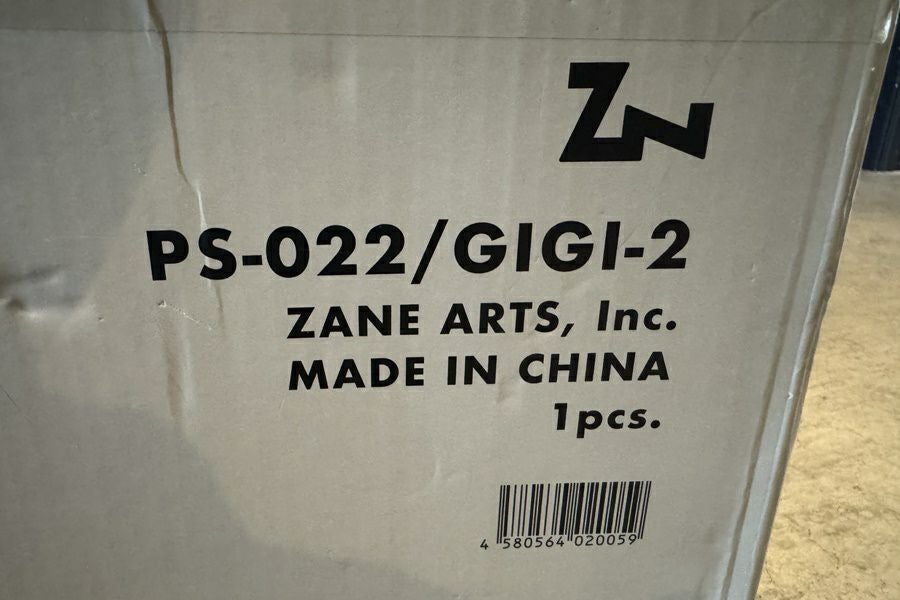 ZN
PS-022/GIGI-2
ZANE ARTS, Inc.
MADE IN CHINA
1pcs.
4 580564 020059